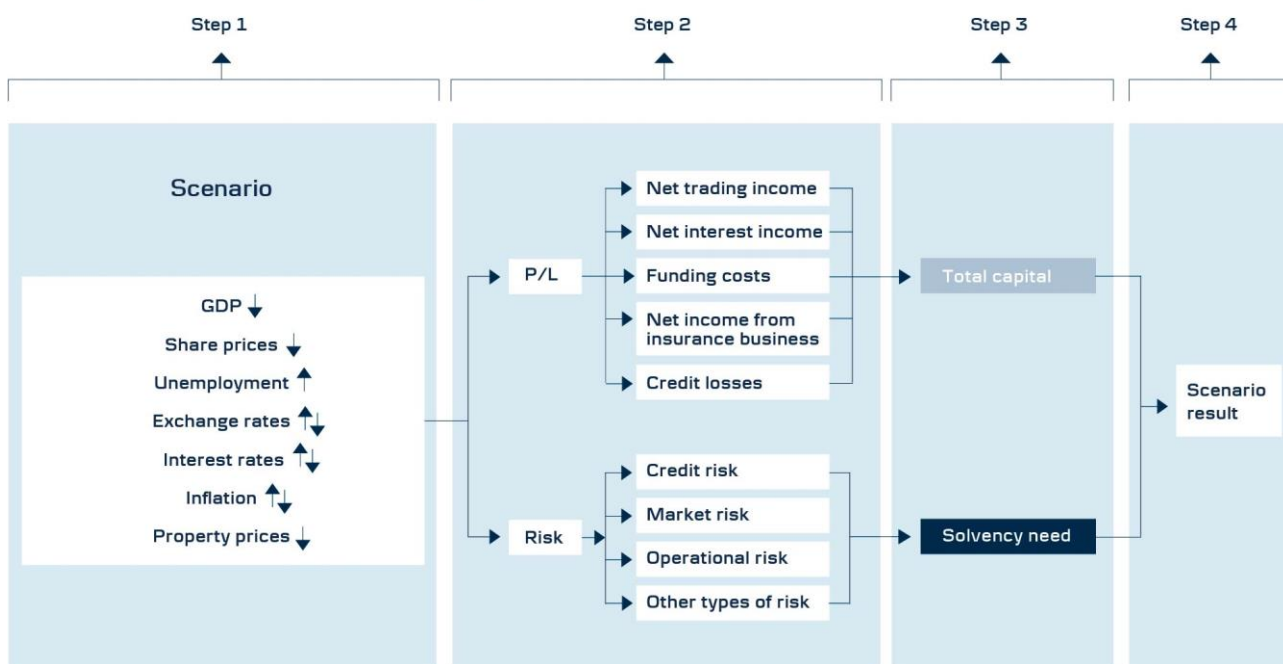 Step 1
Step 2
Step 3
Step 4
Scenario
GDP
Share prices
Unemployment
Exchange rates
Interest rates
Inflation
Property prices
P/L
Risk
Net trading income
Net interest income
Funding costs
Net income from
insurance business
Credit losses
Credit risk
Market risk
Operational risk
Other types of risk
Total capital
Solvency need
Scenario
result